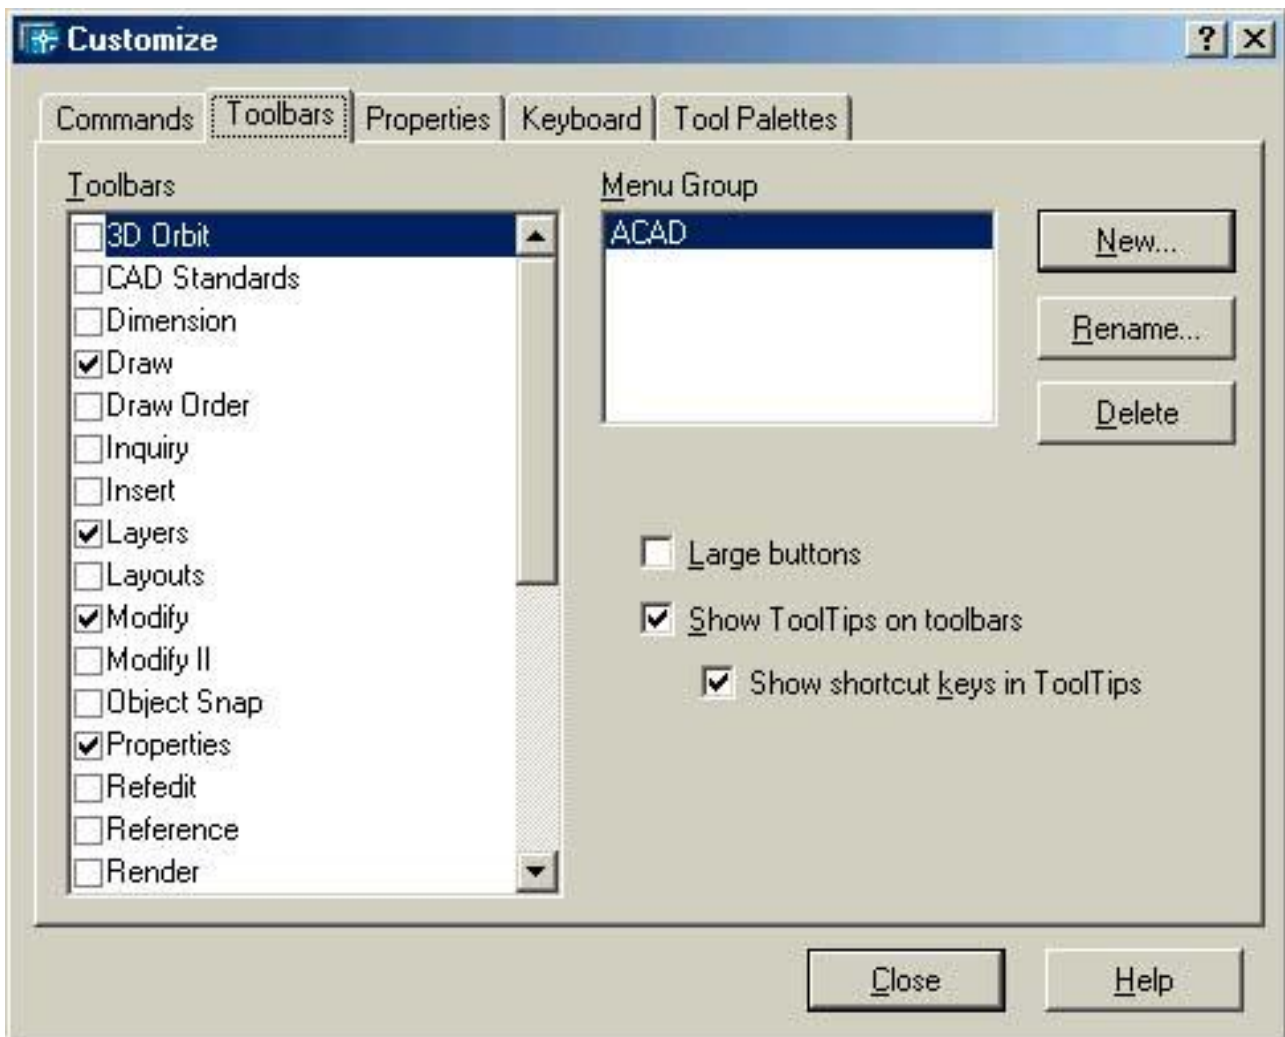 Customize
Commands Toolbars Properties Keyboard Tool Palettes
Toolbars
3D Orbit
CAD Standards
Dimension
Draw
Draw Order
Inquiry
Insert
Layers
Layouts
Modify
Modify II
Object Snap
Properties
Refedit
Reference
Render
Menu Group
ACAD
New...
Rename...
Delete
Large buttons
Show ToolTips on toolbars
Show shortcut keys in ToolTips
Close Help